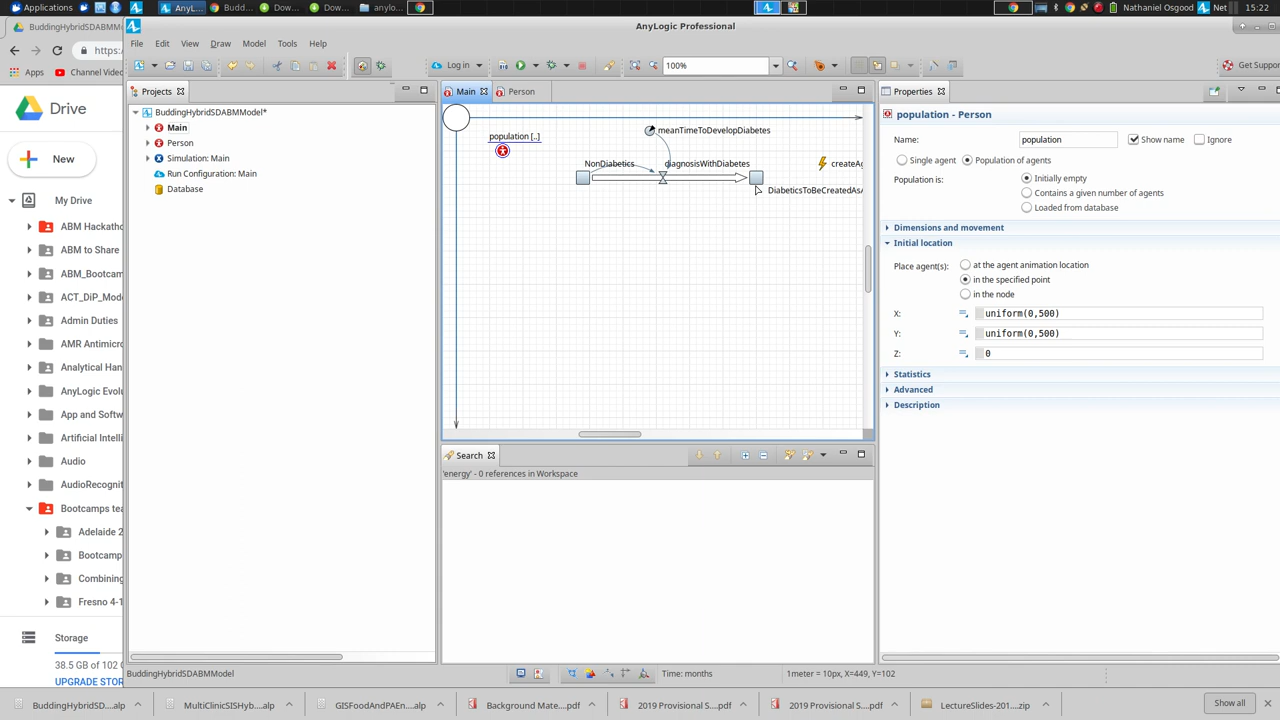 Applications
AnyL...
Budd...
Dow...
Dow...
anylo...
Nathaniel Osgood
Net
15:22
BuddingHybridSDABMM
AnyLogic Professional
File Edit View Draw Model Tools Help
https:
Log in
100%
Get Suppor
Apps
Channel Video
Drive
New
My Drive
ABM Hackatho
ABM to Share
ABM_Bootcam
ACT_DiP_Mode
Admin Duties
AMR Antimicro
Analytical Han
AnyLogic Evolu
App and Softw
Artificial Intelli
Audio
AudioRecognit
Bootcamps tea
Adelaide 2
Bootcamp
Combining
Fresno 4-1
Storage
38.5 GB of 102
UPGRADE STOR
Projects
BuddingHybridSDABMModel*
Main
Person
Simulation: Main
Run Configuration: Main
Database
Main
Person
population [..]
meanTimeToDevelopDiabetes
NonDiabetics
diagnosisWithDiabetes
createAg
DiabeticsToBeCreatedAsA
Search
'energy' - 0 references in Workspace
Properties
population - Person
Name: population Show name Ignore
Single agent Population of agents
Population is: Initially empty
Contains a given number of agents
Loaded from database
Dimensions and movement
Initial location
Place agent(s): at the agent animation location
in the specified point
in the node
X: uniform(0,500)
Y: uniform(0,500)
Z: 0
Statistics
Advanced
Description
BuddingHybridSDABMModel
Time: months
1meter = 10px, X=449, Y=102
BuddingHybridSD....alp
MultiClinicSISHyb....alp
GISFoodAndPAEn....alp
Background Mate....pdf
2019 Provisional S....pdf
2019 Provisional S....pdf
LectureSlides-201....zip
Show all